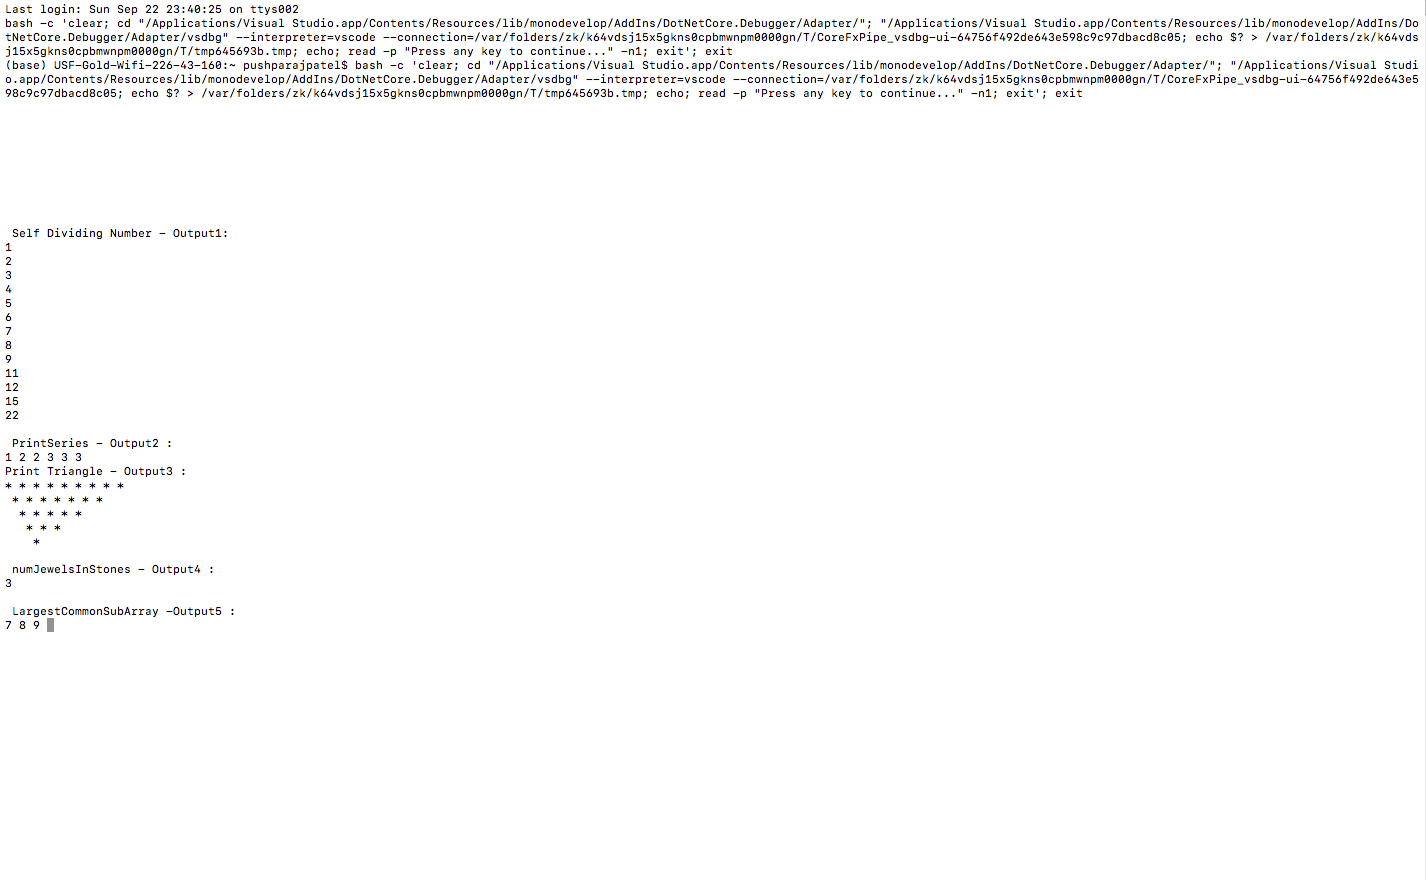 Last login: Sun Sep 22 23:40:25 on ttys002
bash -c 'clear; cd "/Applications/Visual Studio.app/Contents/Resources/lib/monodevelop/AddIns/DotNetCore.Debugger/Adapter/"; "/Applications/Visual Studio.app/Contents/Resources/lib/monodevelop/AddIns/Do
tNetCore.Debugger/Adapter/vsdbg" --interpreter=vscode --connection=/var/folders/zk/k64vdsj15x5gkns0cpbmwnpm0000gn/T/CoreFxPipe_vsdbg-ui-64756f492de643e598c9c97dbacd8c05; echo $? > /var/folders/zk/k64vds
j15x5gkns0cpbmwnpm0000gn/T/tmp645693b.tmp; echo; read -p "Press any key to continue..." -n1; exit'; exit
(base) USF-Gold-Wifi-226-43-160:~ pushparajpatel$ bash -c 'clear; cd "/Applications/Visual Studio.app/Contents/Resources/lib/monodevelop/AddIns/DotNetCore.Debugger/Adapter/"; "/Applications/Visual Studi
o.app/Contents/Resources/lib/monodevelop/AddIns/DotNetCore.Debugger/Adapter/vsdbg" --interpreter=vscode --connection=/var/folders/zk/k64vdsj15x5gkns0cpbmwnpm0000gn/T/CoreFxPipe_vsdbg-ui-64756f492de643e5
98c9c97dbacd8c05; echo $? > /var/folders/zk/k64vdsj15x5gkns0cpbmwnpm0000gn/T/tmp645693b.tmp; echo; read -p "Press any key to continue..." -n1; exit'; exit
 Self Dividing Number - Output1:
1
2
3
4
5
6
7
8
9
11
12
15
22
 PrintSeries - Output2 :
1 2 2 3 3 3
Print Triangle - Output3 :
* * * * * * * * *
 * * * * * * *
  * * * * *
   * * *
    *
 numJewelsInStones - Output4 :
3
 LargestCommonSubArray -Output5 :
7 8 9